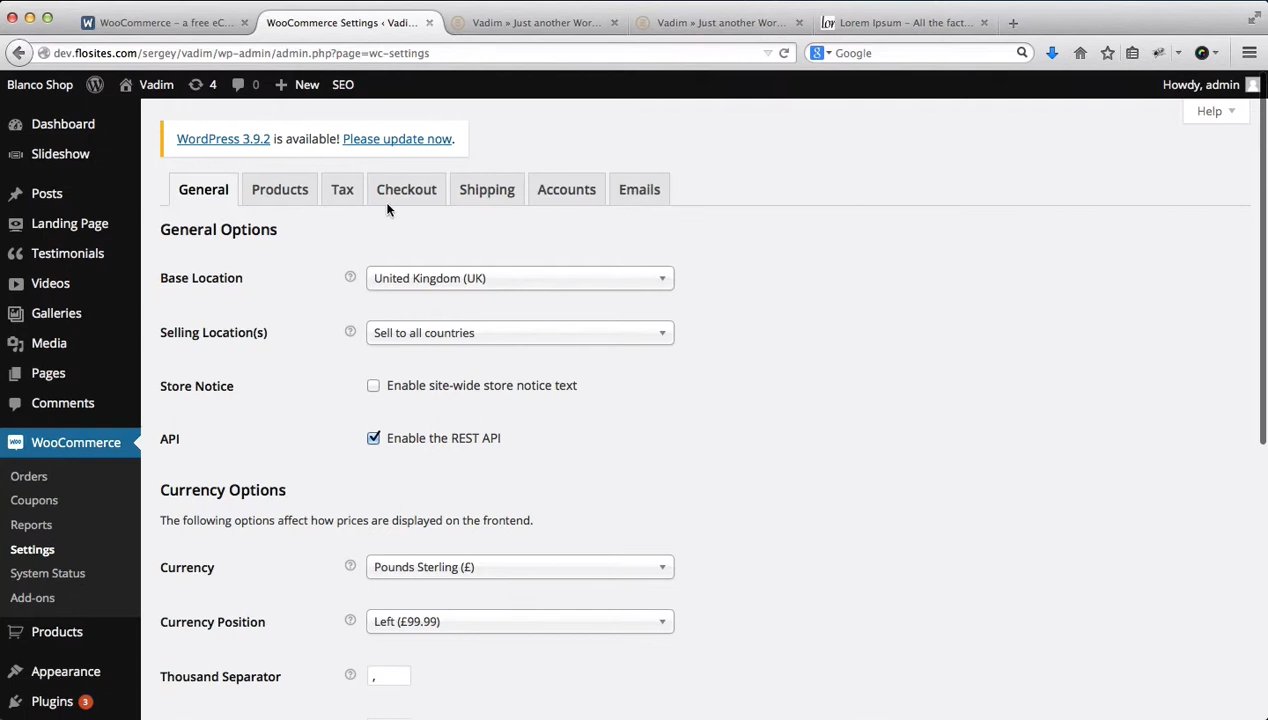 WooCommerce – a free eC...
WooCommerce Settings ‹ Vadi...
Vadim » Just another Wor...
Vadim » Just another Wor...
Lorem Ipsum – All the fact...
dev.flosites.com/sergey/vadim/wp-admin/admin.php?page=wc-settings
Google
Blanco Shop
Vadim
4
0
New
SEO
Howdy, admin
Dashboard
Slideshow
Posts
Landing Page
Testimonials
Videos
Galleries
Media
Pages
Comments
WooCommerce
Orders
Coupons
Reports
Settings
System Status
Add-ons
Products
Appearance
Plugins 3
Help
WordPress 3.9.2 is available! Please update now.
General
Products
Tax
Checkout
Shipping
Accounts
Emails
General Options
Base Location
United Kingdom (UK)
Selling Location(s)
Sell to all countries
Store Notice
Enable site-wide store notice text
API
Enable the REST API
Currency Options
The following options affect how prices are displayed on the frontend.
Currency
Pounds Sterling (£)
Currency Position
Left (£99.99)
Thousand Separator
,